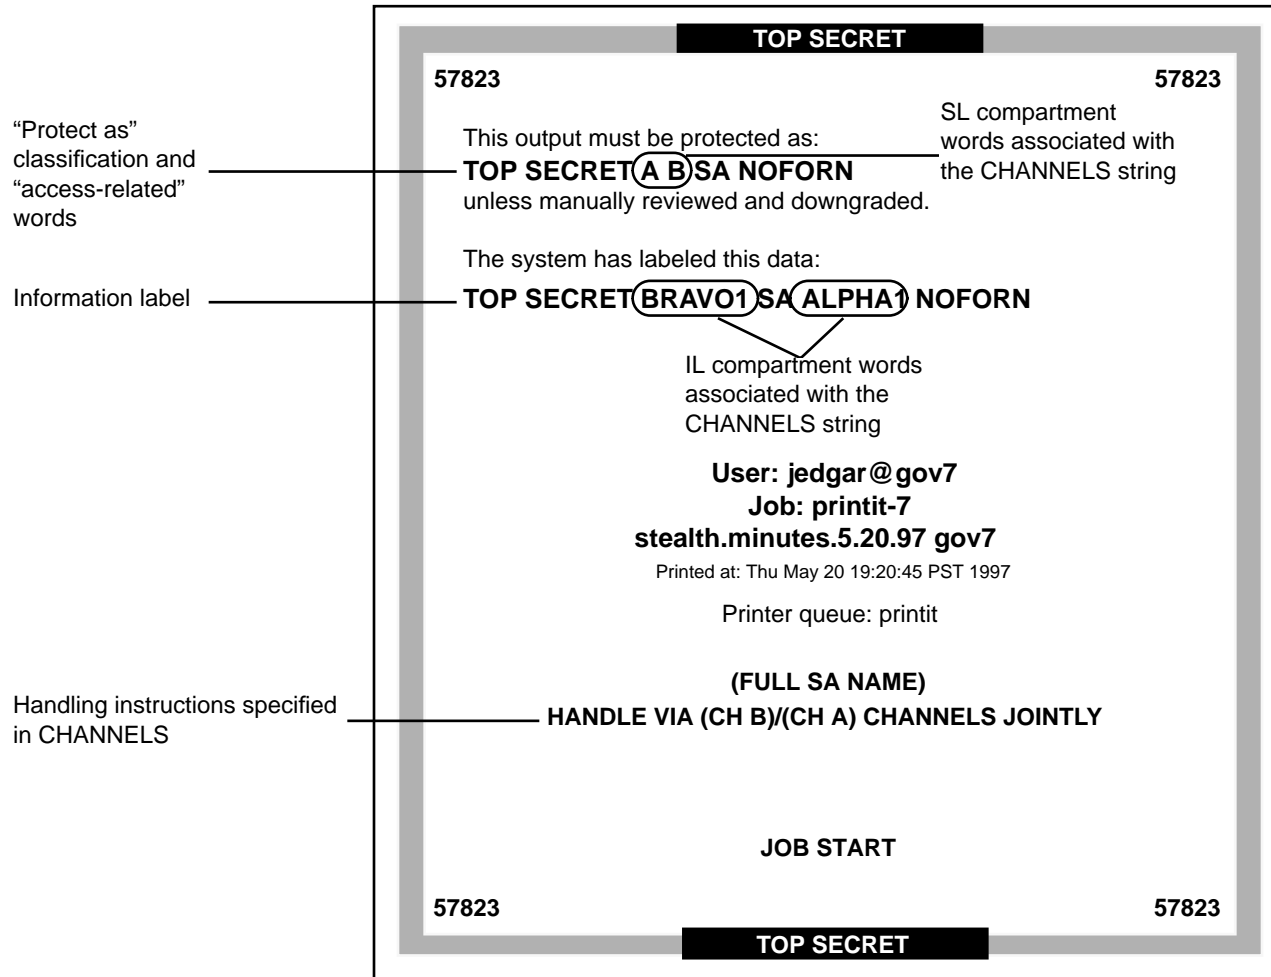 TOP SECRET
57823 57823
“Protect as”
classification and
“access-related”
words
This output must be protected as:
TOP SECRET A B SA NOFORN
unless manually reviewed and downgraded.
SL compartment
words associated with
the CHANNELS string
The system has labeled this data:
Information label
TOP SECRET BRAVO1 SA ALPHA1 NOFORN
IL compartment words
associated with the
CHANNELS string
User: jedgar@gov7
Job: printit-7
stealth.minutes.5.20.97 gov7
Printed at: Thu May 20 19:20:45 PST 1997
Printer queue: printit
(FULL SA NAME)
Handling instructions specified
in CHANNELS
HANDLE VIA (CH B)/(CH A) CHANNELS JOINTLY
JOB START
57823 57823
TOP SECRET